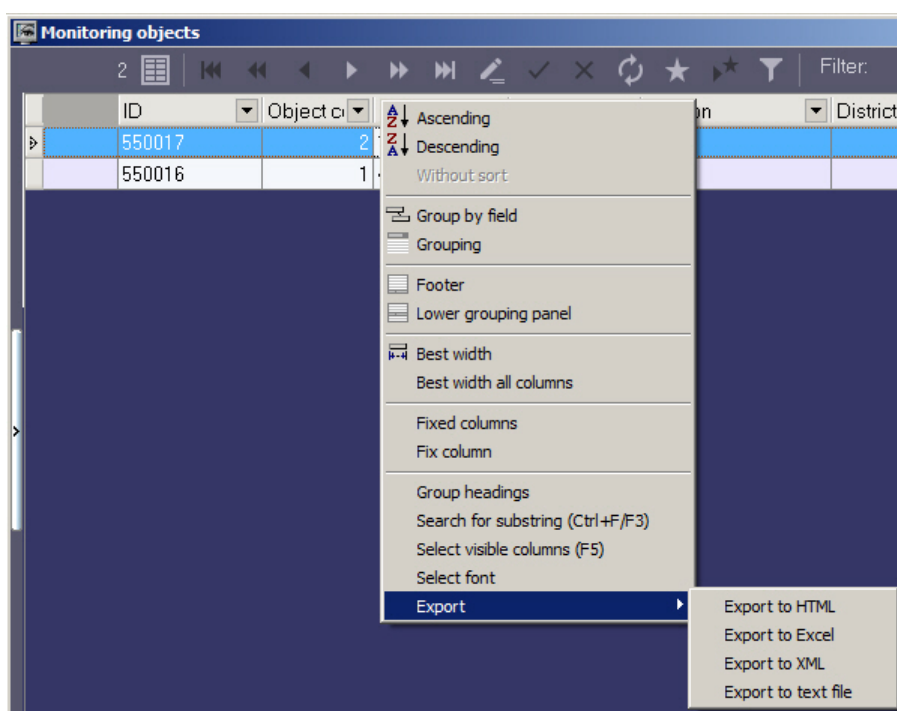 Monitoring objects
2 Filter:
ID Object co on District
550017 2
550016 1
Ascending
Descending
Without sort
Group by field
Grouping
Footer
Lower grouping panel
Best width
Best width all columns
Fixed columns
Fix column
Group headings
Search for substring (Ctrl+F/F3)
Select visible columns (F5)
Select font
Export
Export to HTML
Export to Excel
Export to XML
Export to text file